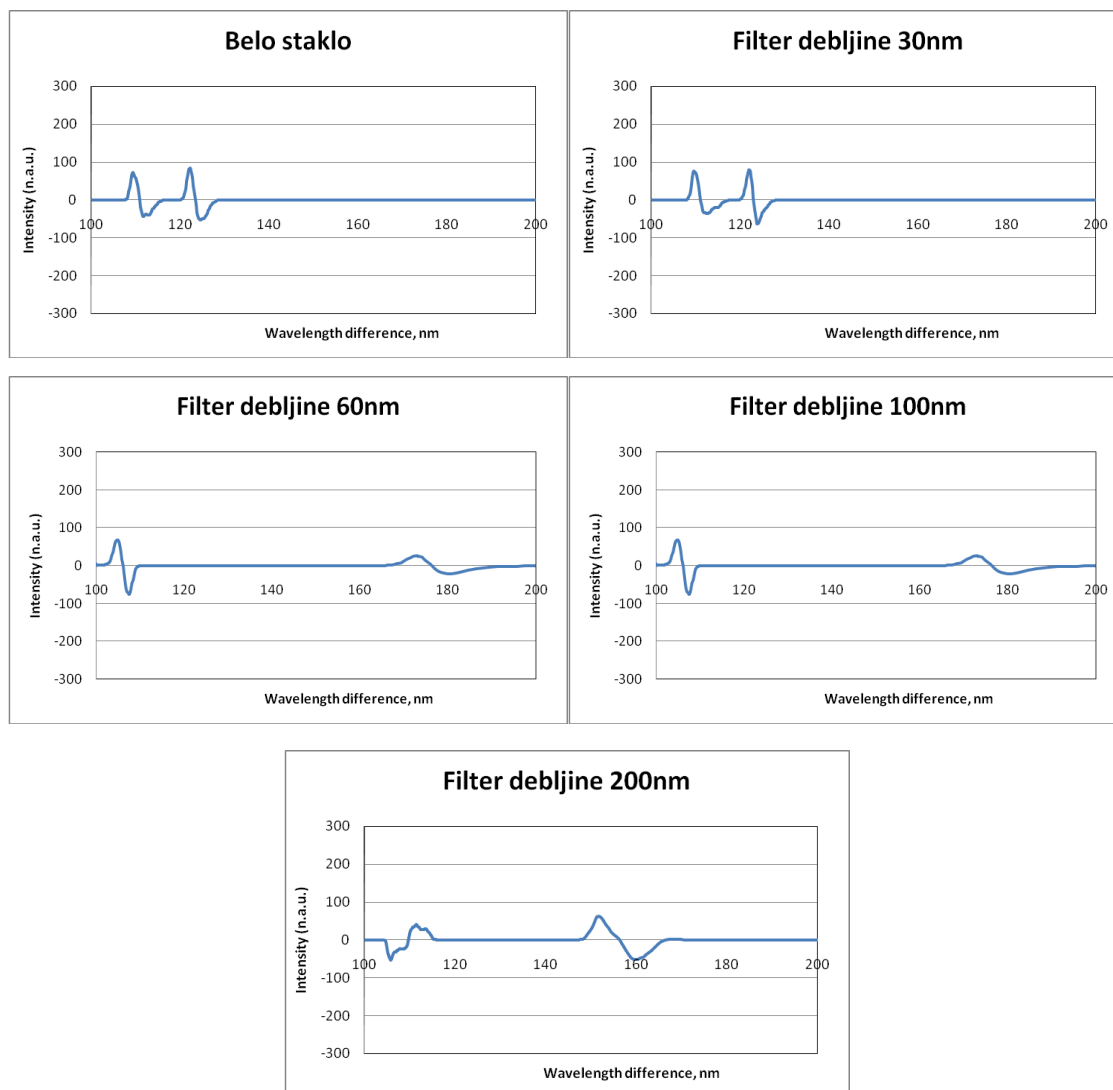 Belo staklo
300
200
100
0
-100
-200
-300
100 120 140 160 180 200
Intensity (n.a.u.)
Wavelength difference, nm
Filter debljine 30nm
300
200
100
0
-100
-200
-300
100 120 140 160 180 200
Intensity (n.a.u.)
Wavelength difference, nm
Filter debljine 60nm
300
200
100
0
-100
-200
-300
100 120 140 160 180 200
Intensity (n.a.u.)
Wavelength difference, nm
Filter debljine 100nm
300
200
100
0
-100
-200
-300
100 120 140 160 180 200
Intensity (n.a.u.)
Wavelength difference, nm
Filter debljine 200nm
300
200
100
0
-100
-200
-300
100 120 140 160 180 200
Intensity (n.a.u.)
Wavelength difference, nm